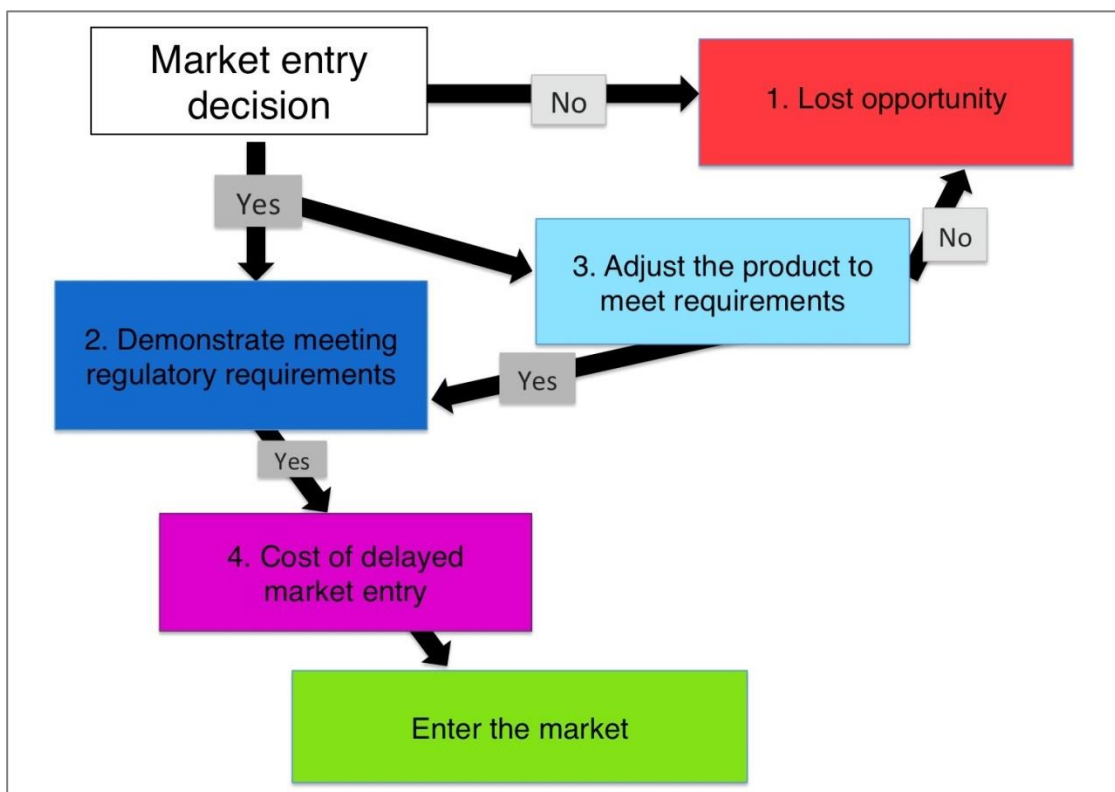 Market entry
decision
No
1. Lost opportunity
Yes
No
3. Adjust the product to
meet requirements
2. Demonstrate meeting
regulatory requirements
Yes
Yes
4. Cost of delayed
market entry
Enter the market